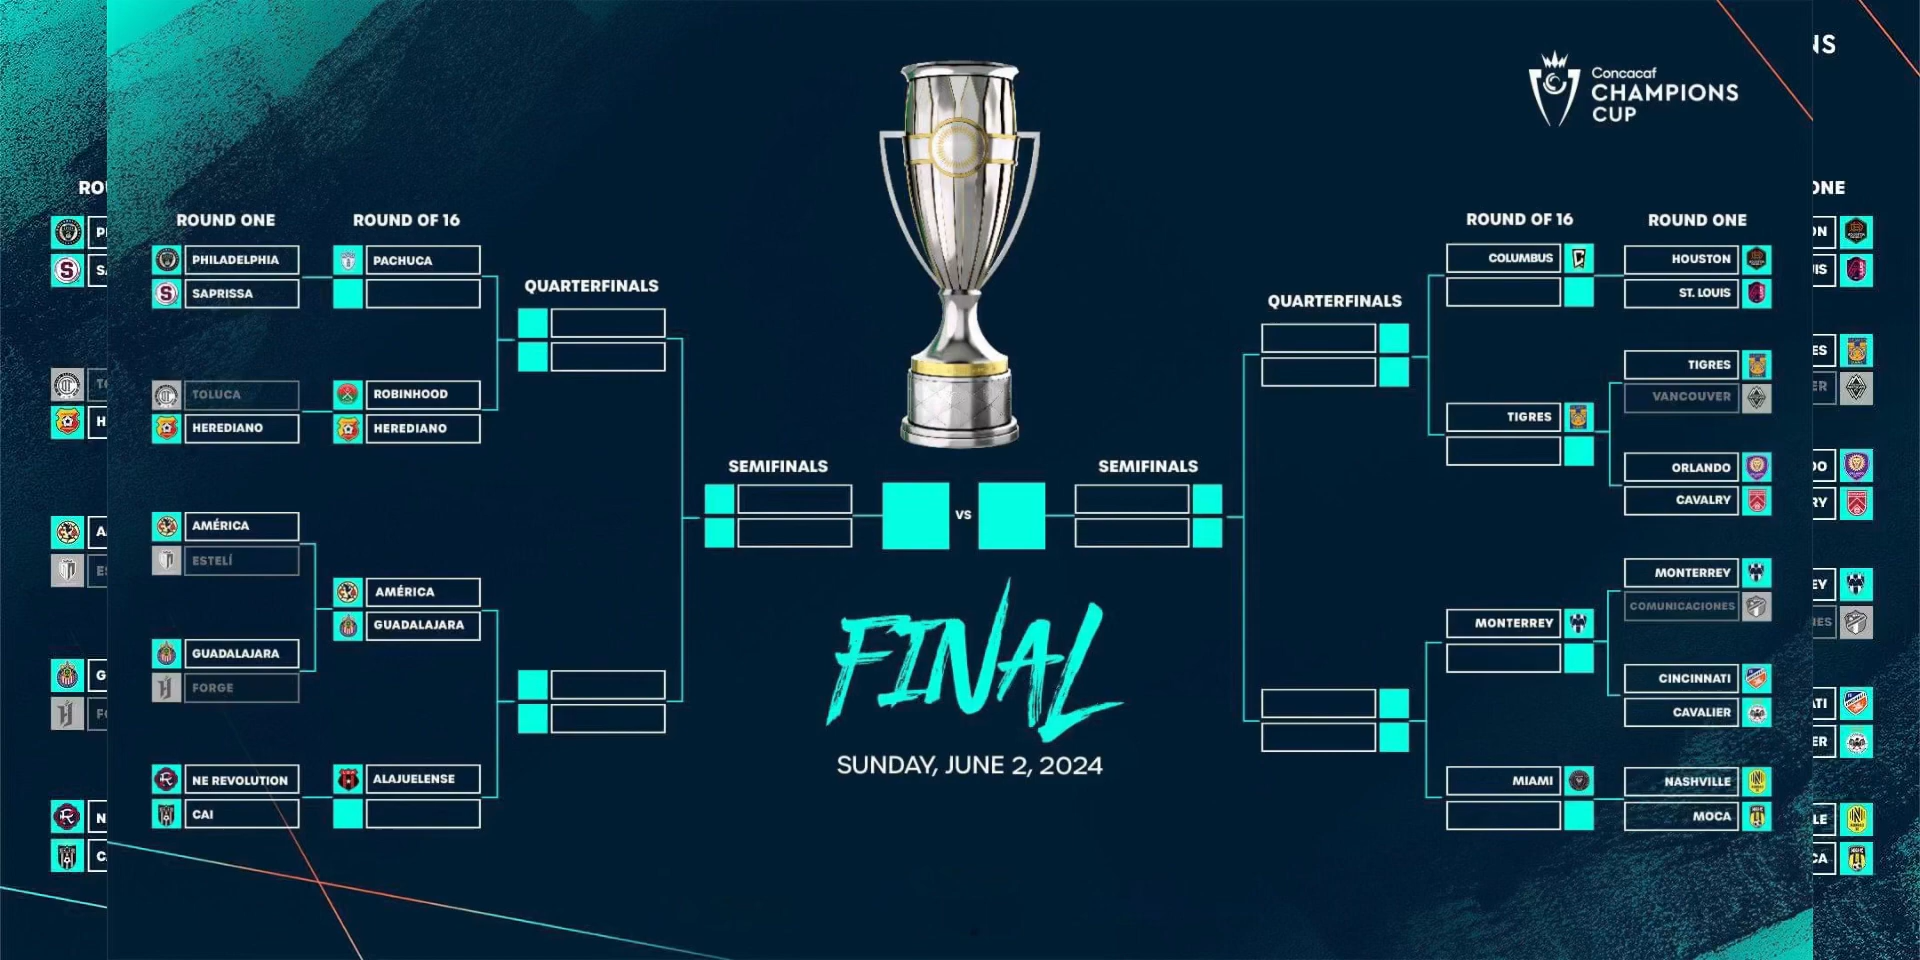 Concacaf
CHAMPIONS
CUP
ROUND ONE
PHILADELPHIA
SAPRISSA
TOLUCA
HEREDIANO
AMÉRICA
ESTELÍ
GUADALAJARA
FORGE
NE REVOLUTION
CAI
ROUND OF 16
PACHUCA
ROBINHOOD
HEREDIANO
AMÉRICA
GUADALAJARA
ALAJUELENSE
QUARTERFINALS
SEMIFINALS
VS
FINAL
SUNDAY, JUNE 2, 2024
SEMIFINALS
QUARTERFINALS
ROUND OF 16
COLUMBUS
TIGRES
MONTERREY
MIAMI
ROUND ONE
HOUSTON
ST. LOUIS
TIGRES
VANCOUVER
ORLANDO
CAVALRY
MONTERREY
COMUNICACIONES
CINCINNATI
CAVALIER
NASHVILLE
MOCA